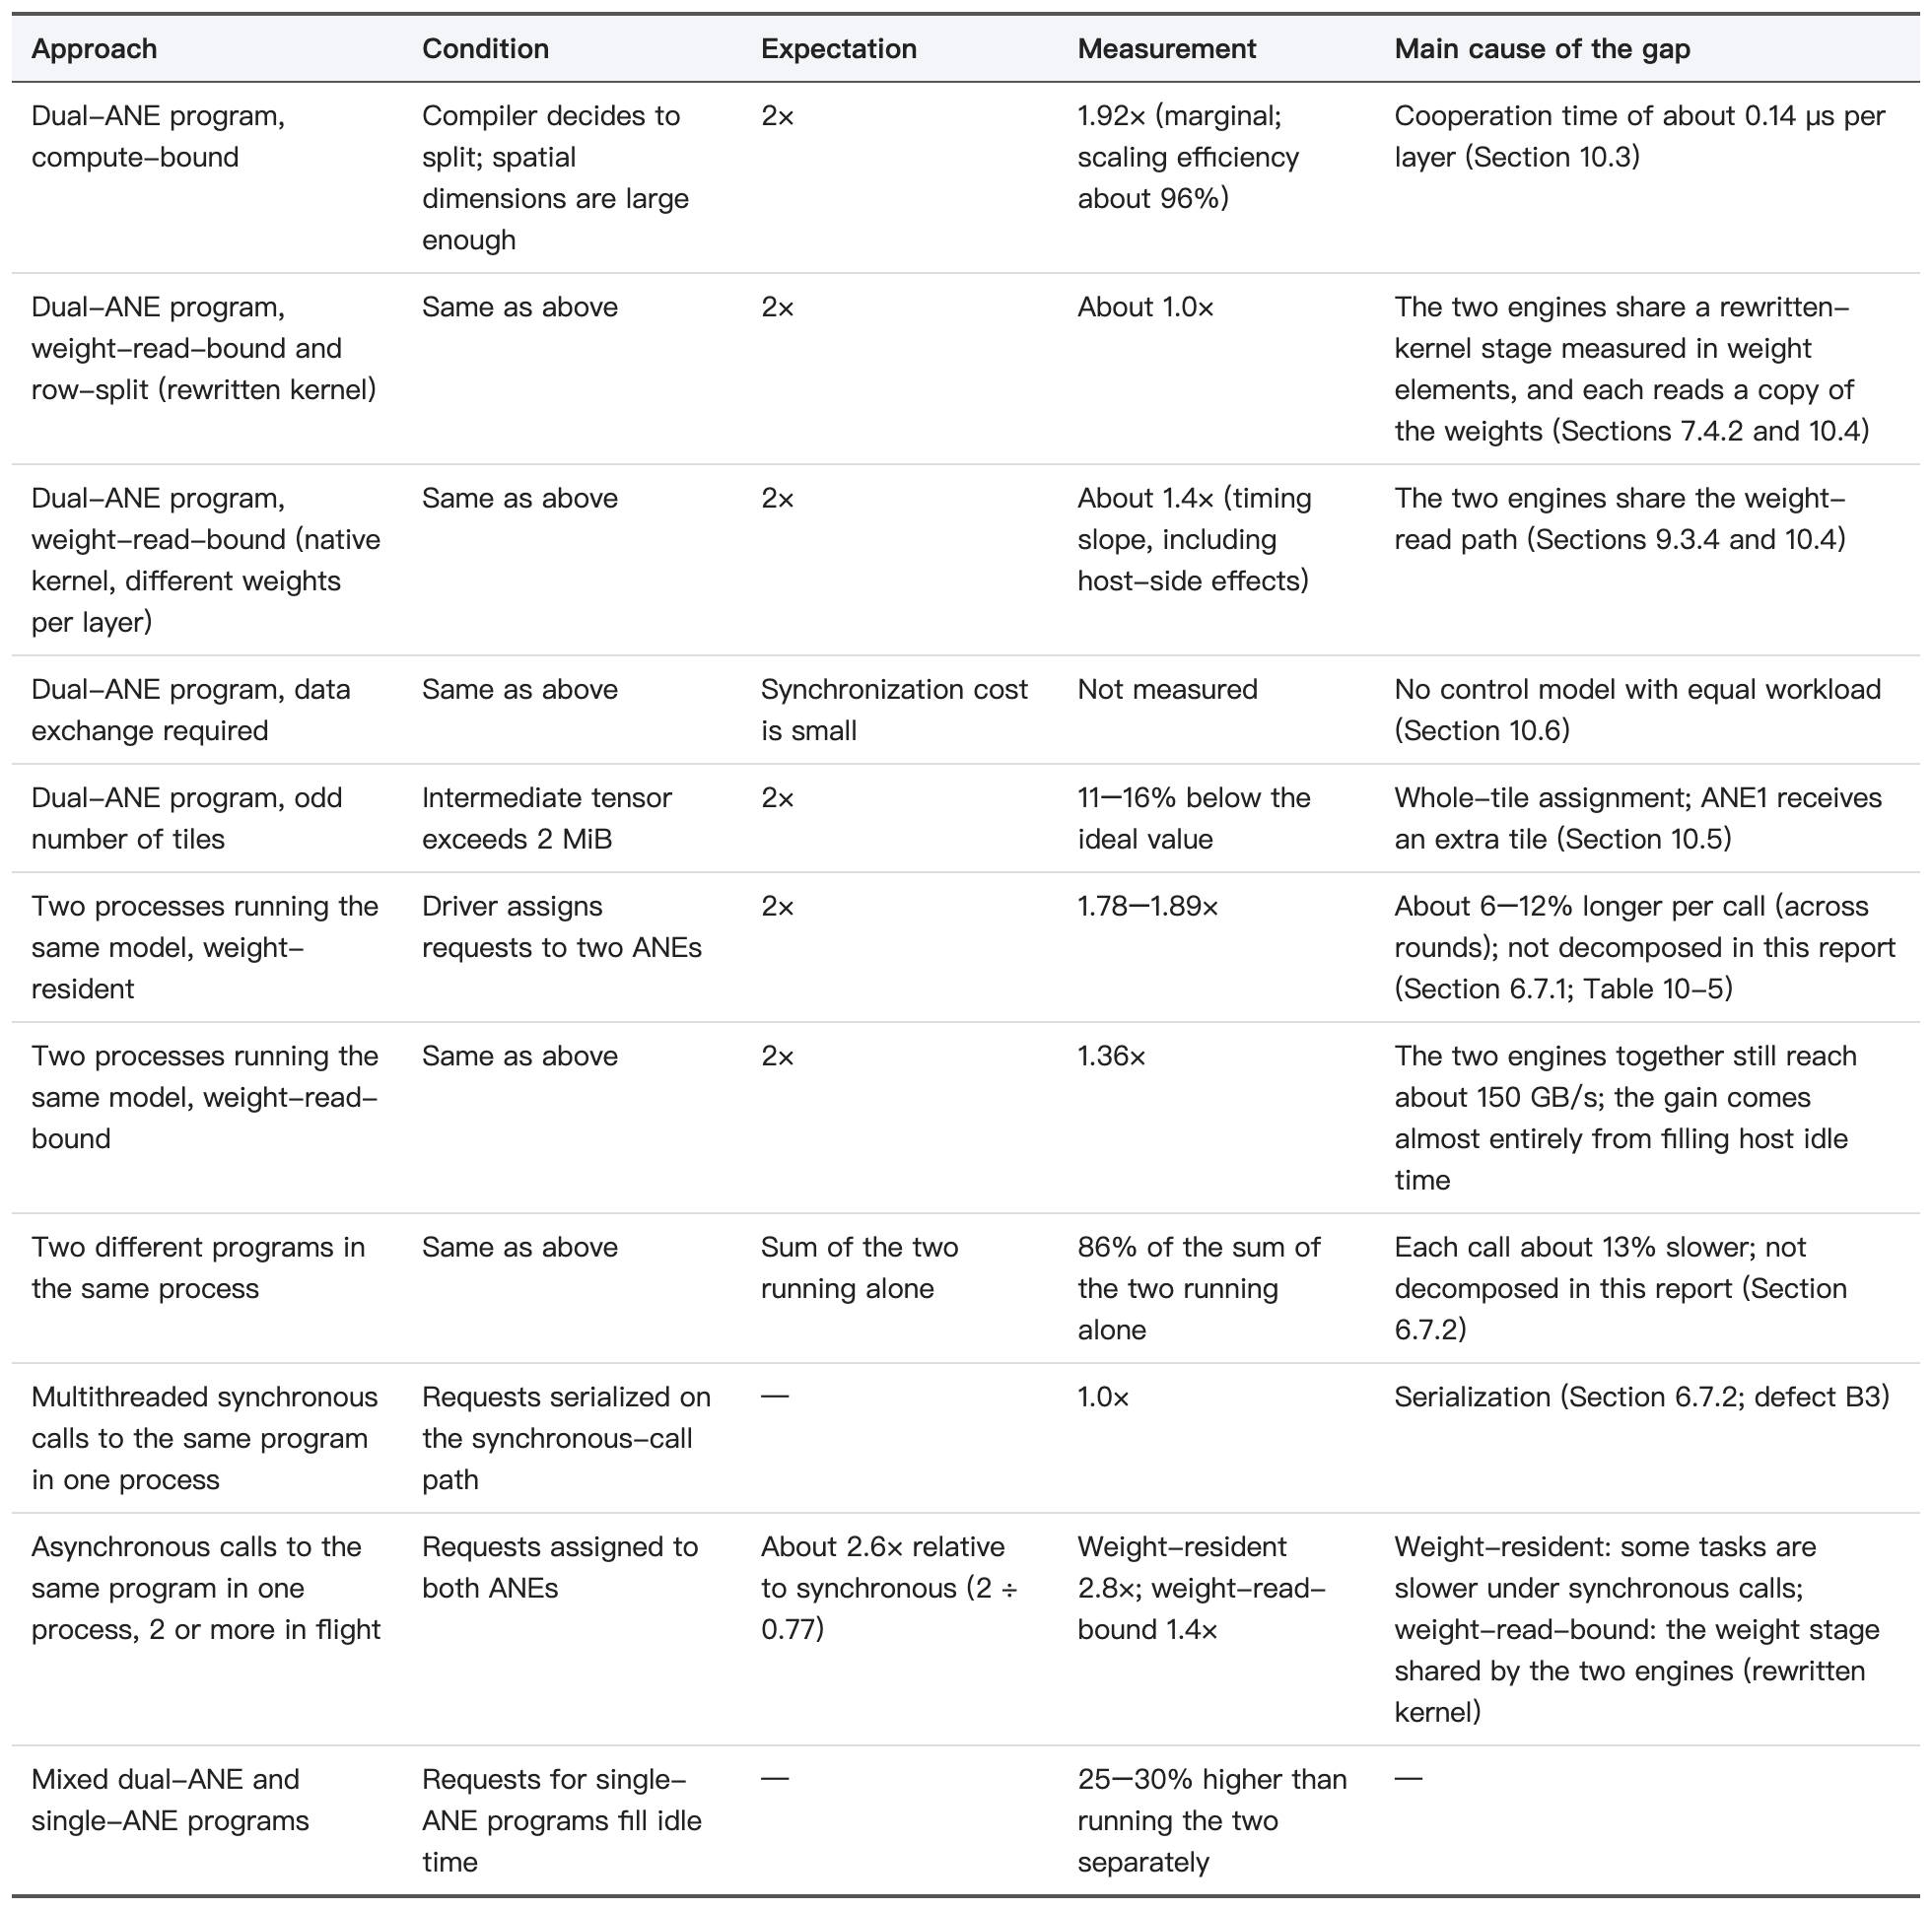 Approach Condition Expectation Measurement Main cause of the gap
Dual–ANE program, Compiler decides to 2× 1.92× (marginal; Cooperation time of about 0.14 µs per
compute–bound split; spatial scaling efficiency layer (Section 10.3)
dimensions are large about 96%)
enough
Dual–ANE program, Same as above 2× About 1.0× The two engines share a rewritten–
weight–read–bound and kernel stage measured in weight
row–split (rewritten kernel) elements, and each reads a copy of
the weights (Sections 7.4.2 and 10.4)
Dual–ANE program, Same as above 2× About 1.4× (timing The two engines share the weight–
weight–read–bound (native slope, including read path (Sections 9.3.4 and 10.4)
kernel, different weights host–side effects)
per layer)
Dual–ANE program, data Same as above Synchronization cost Not measured No control model with equal workload
exchange required is small (Section 10.6)
Dual–ANE program, odd Intermediate tensor 2× 11—16% below the Whole–tile assignment; ANE1 receives
number of tiles exceeds 2 MiB ideal value an extra tile (Section 10.5)
Two processes running the Driver assigns 2× 1.78—1.89× About 6—12% longer per call (across
same model, weight– requests to two ANEs rounds); not decomposed in this report
resident (Section 6.7.1; Table 10–5)
Two processes running the Same as above 2× 1.36× The two engines together still reach
same model, weight–read– about 150 GB/s; the gain comes
bound almost entirely from filling host idle
time
Two different programs in Same as above Sum of the two 86% of the sum of Each call about 13% slower; not
the same process running alone the two running decomposed in this report (Section
alone 6.7.2)
Multithreaded synchronous Requests serialized on — 1.0× Serialization (Section 6.7.2; defect B3)
calls to the same program the synchronous–call
in one process path
Asynchronous calls to the Requests assigned to About 2.6× relative Weight–resident Weight–resident: some tasks are
same program in one both ANEs to synchronous (2 ÷ 2.8×; weight–read– slower under synchronous calls;
process, 2 or more in flight 0.77) bound 1.4× weight–read–bound: the weight stage
shared by the two engines (rewritten
kernel)
Mixed dual–ANE and Requests for single– — 25—30% higher than —
single–ANE programs ANE programs fill idle running the two
time separately